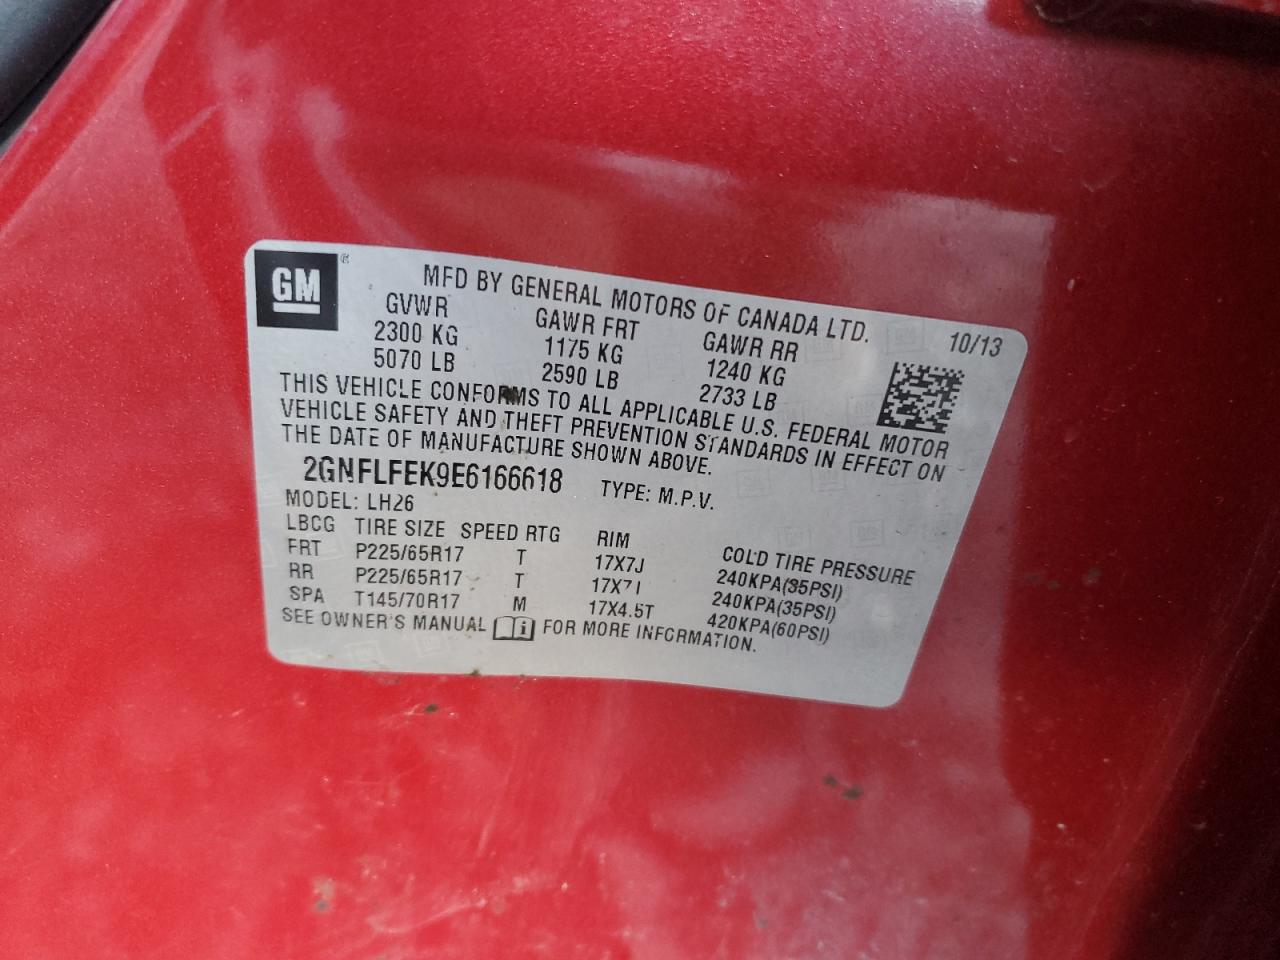 GM ®
MFD BY GENERAL MOTORS OF CANADA LTD.
10/13
GVWR GAWR FRT GAWR RR
2300 KG 1175 KG 1240 KG
5070 LB 2590 LB 2733 LB
THIS VEHICLE CONFORMS TO ALL APPLICABLE U.S. FEDERAL MOTOR
VEHICLE SAFETY AND THEFT PREVENTION STANDARDS IN EFFECT ON
THE DATE OF MANUFACTURE SHOWN ABOVE.
2GNFLFEK9E6166618 TYPE: M.P.V.
MODEL: LH26
LBCG TIRE SIZE SPEED RTG RIM COLD TIRE PRESSURE
FRT P225/65R17 T 17X7J 240KPA(35PSI)
RR P225/65R17 T 17X7J 240KPA(35PSI)
SPA T145/70R17 M 17X4.5T 420KPA(60PSI)
SEE OWNER'S MANUAL FOR MORE INFORMATION.